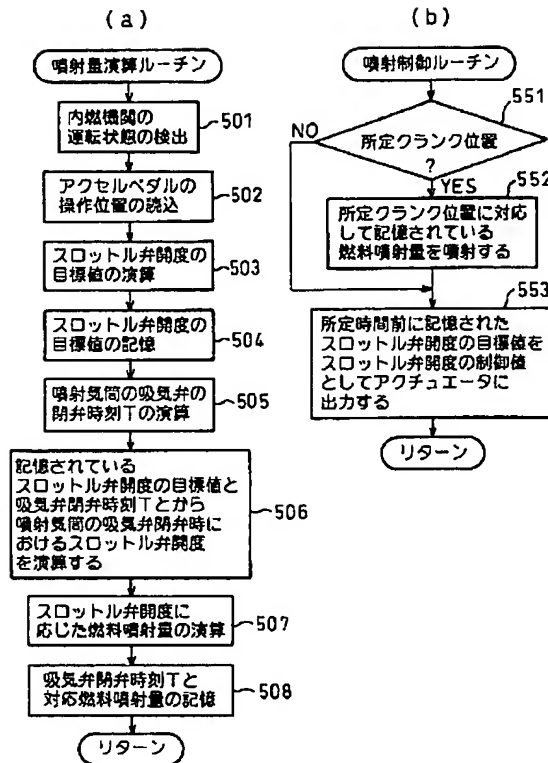 (a)
噴射量演算ルーチン
内燃機関の
運転状態の検出
501
アクセルペダルの
操作位置の読込
502
スロットル弁開度の
目標値の演算
503
スロットル弁開度の
目標値の記憶
504
噴射気筒の吸気弁の
閉弁時刻Tの演算
505
記憶されている
スロットル弁開度の目標値と
吸気弁閉弁時刻Tとから
噴射気筒の吸気弁閉弁時に
おけるスロットル弁開度
を演算する
506
スロットル弁開度に
応じた燃料噴射量の演算
507
吸気弁閉弁時刻Tと
対応燃料噴射量の記憶
508
リターン
(b)
噴射制御ルーチン
551
NO
所定クランク位置
?
YES
552
所定クランク位置に対応
して記憶されている
燃料噴射量を噴射する
553
所定時間前に記憶された
スロットル弁開度の目標値を
スロットル弁開度の制御値
としてアクチュエータに
出力する
リターン